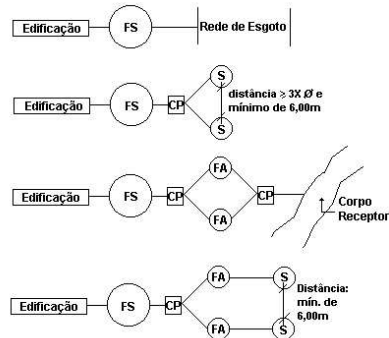 Edificação
FS
Rede de Esgoto
Edificação
FS
CP
S
distância ≥ 3X Ø e
mínimo de 6,00m
S
Edificação
FS
CP
FA
FA
CP
Corpo
Receptor
Edificação
FS
CP
FA
S
Distância:
mín. de
6,00m
FA
S